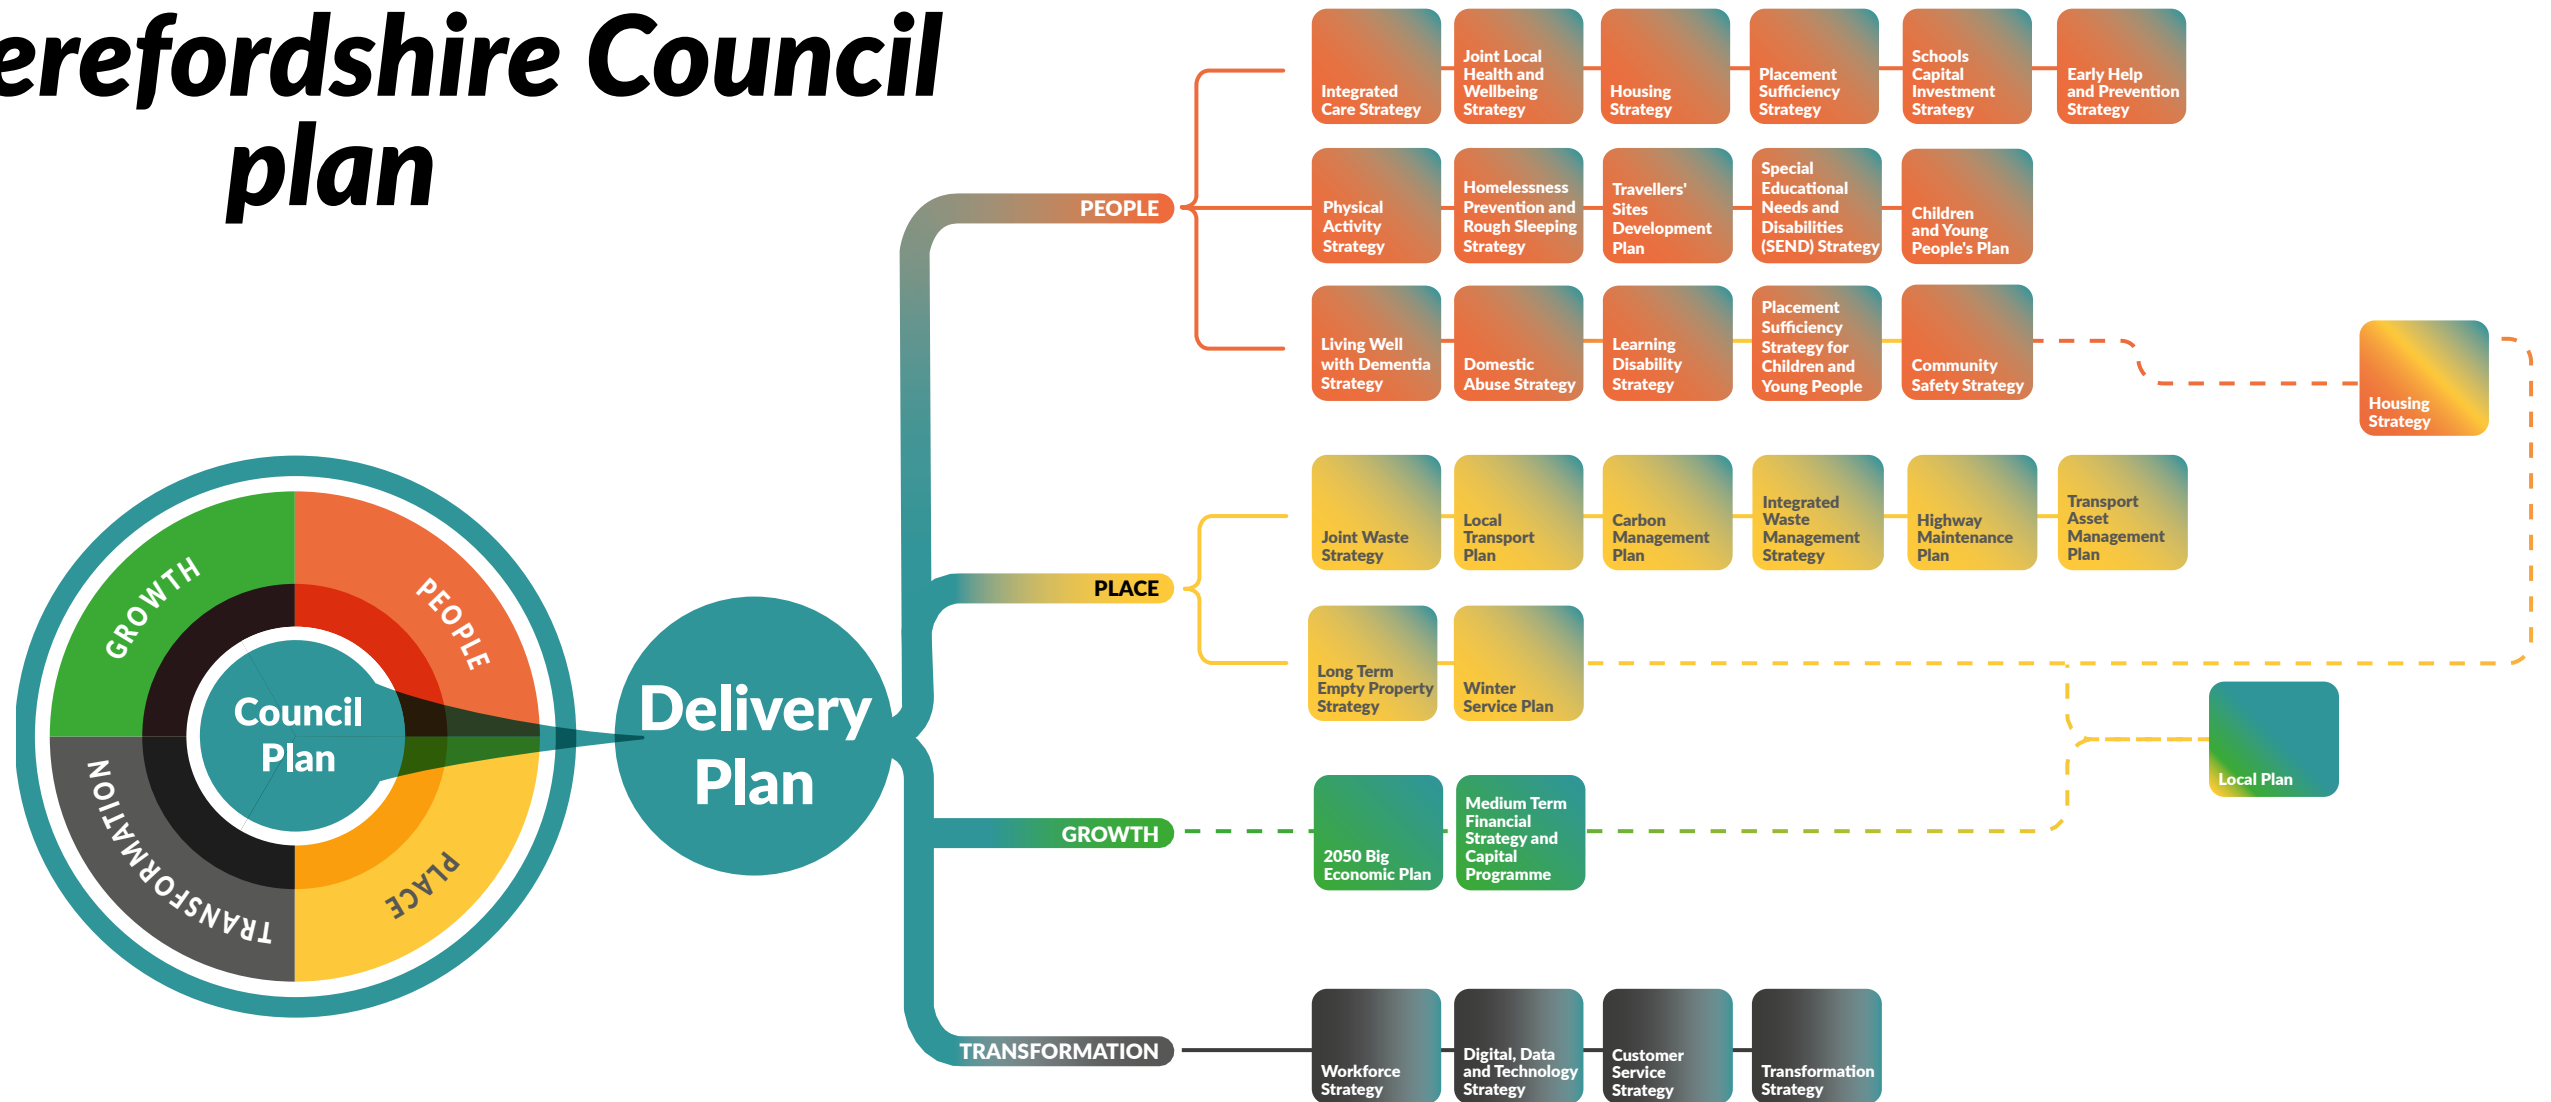 erefordshire Council
plan
GROWTH
PEOPLE
TRANSFORMATION
PLACE
Council
Plan
Delivery
Plan
PEOPLE
Integrated
Care Strategy
Joint Local
Health and
Wellbeing
Strategy
Housing
Strategy
Placement
Sufficiency
Strategy
Schools
Capital
Investment
Strategy
Early Help
and Prevention
Strategy
Physical
Activity
Strategy
Homelessness
Prevention and
Rough Sleeping
Strategy
Travellers'
Sites
Development
Plan
Special
Educational
Needs and
Disabilities
(SEND) Strategy
Children
and Young
People's Plan
Living Well
with Dementia
Strategy
Domestic
Abuse Strategy
Learning
Disability
Strategy
Placement
Sufficiency
Strategy for
Children and
Young People
Community
Safety Strategy
Housing
Strategy
PLACE
Joint Waste
Strategy
Local
Transport
Plan
Carbon
Management
Plan
Integrated
Waste
Management
Strategy
Highway
Maintenance
Plan
Transport
Asset
Management
Plan
Long Term
Empty Property
Strategy
Winter
Service Plan
Local Plan
GROWTH
2050 Big
Economic Plan
Medium Term
Financial
Strategy and
Capital
Programme
TRANSFORMATION
Workforce
Strategy
Digital, Data
and Technology
Strategy
Customer
Service
Strategy
Transformation
Strategy